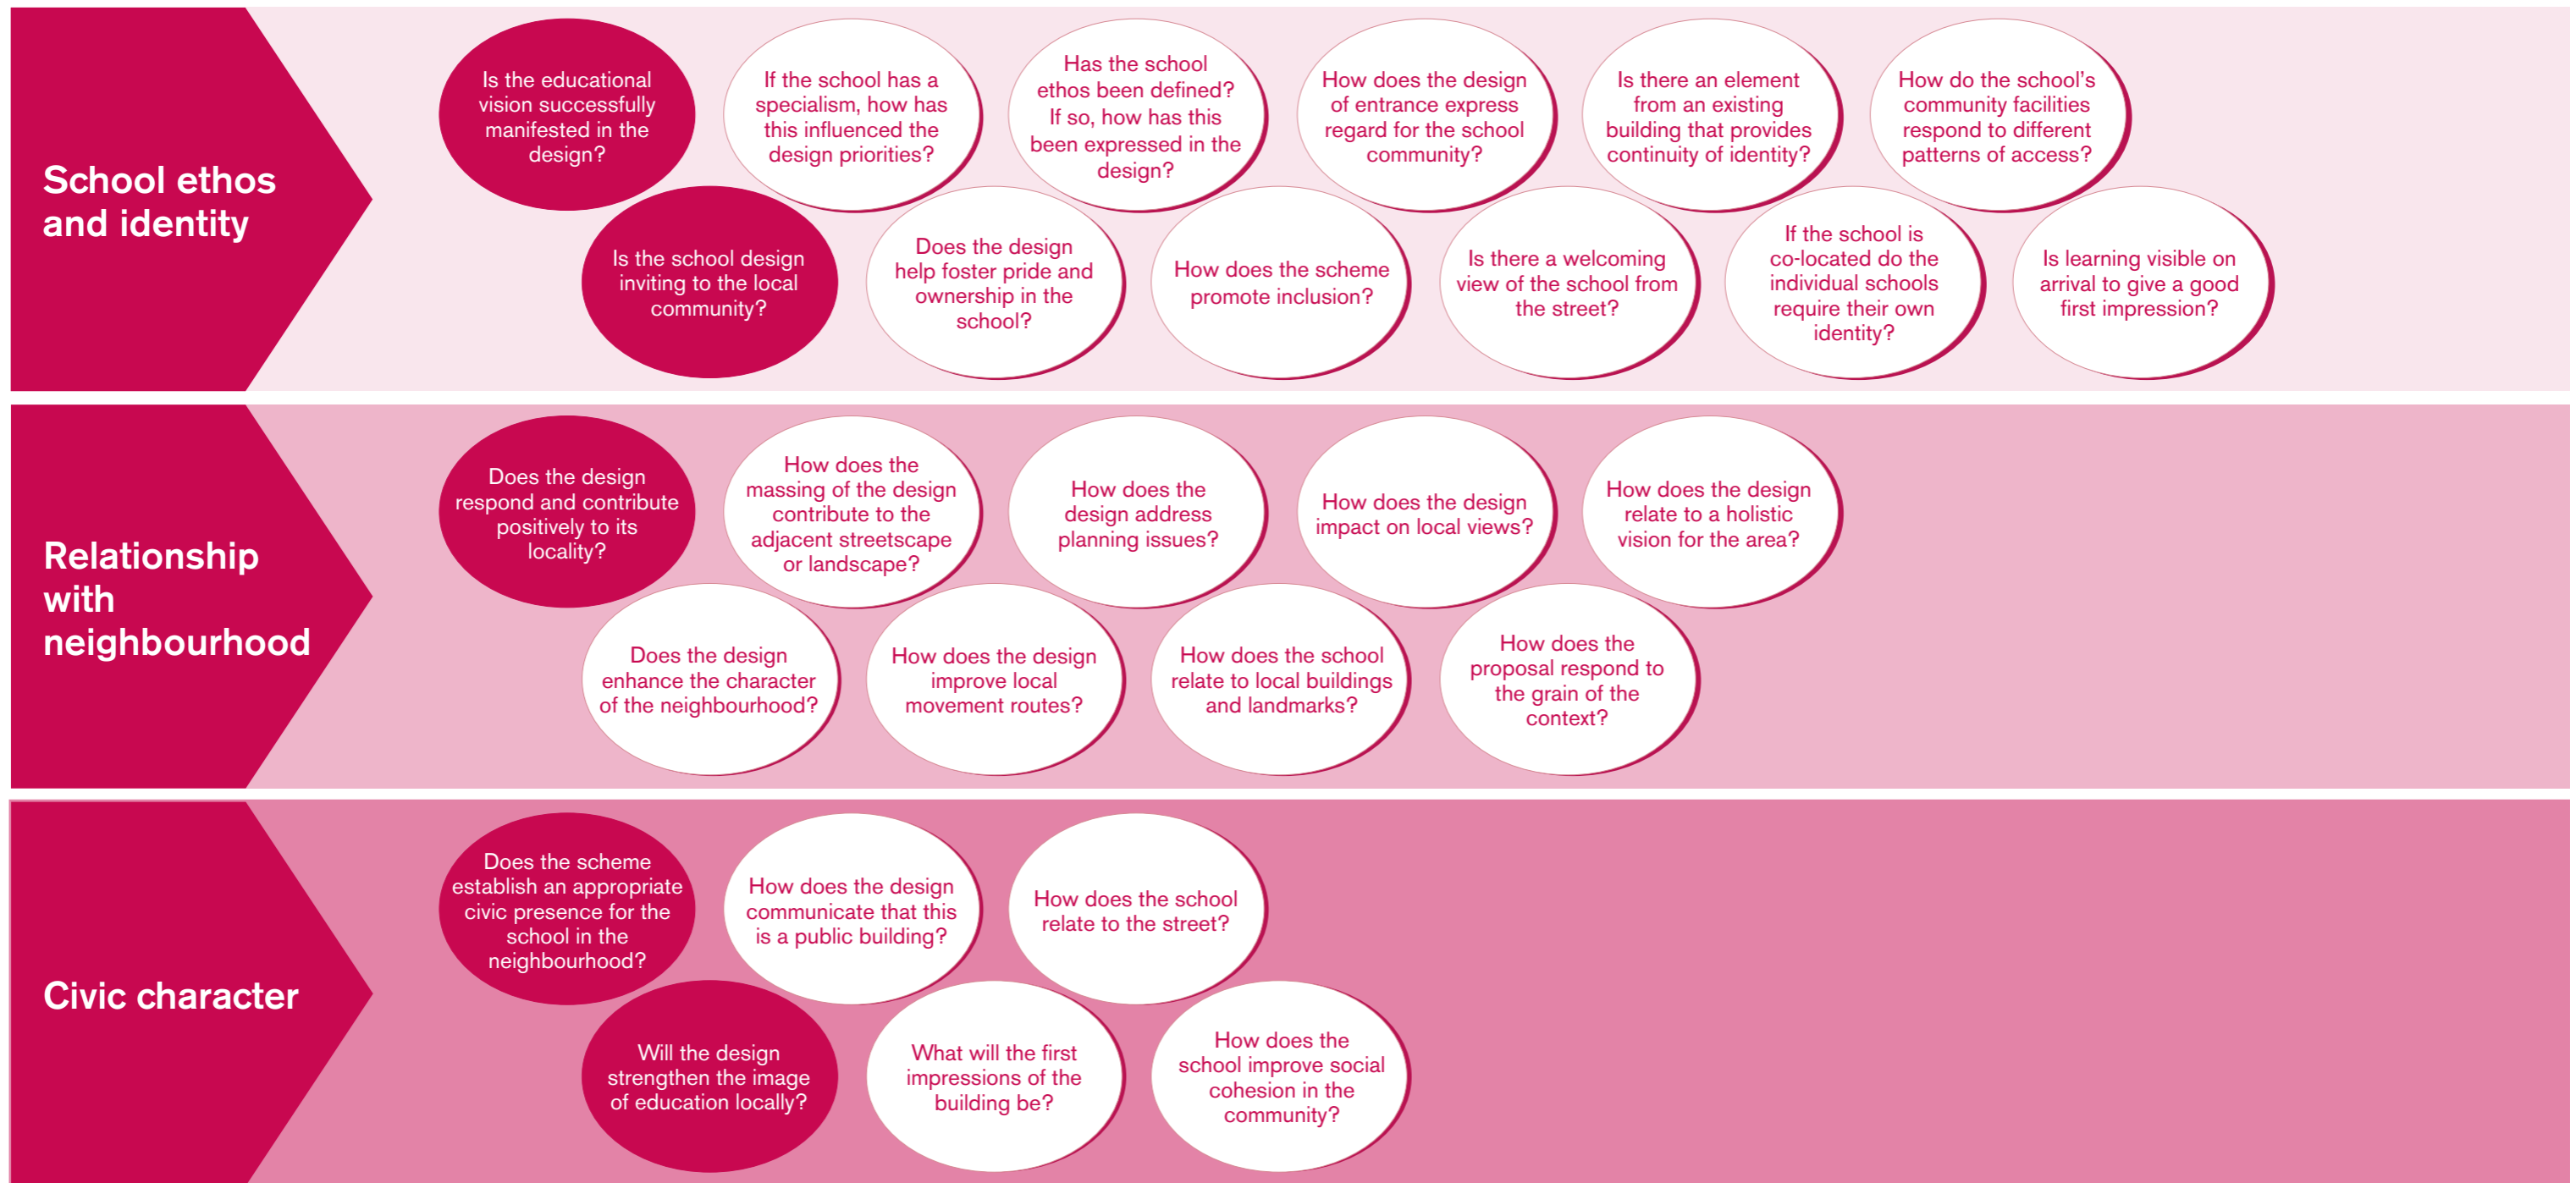 School ethos
and identity
Is the educational
vision successfully
manifested in the
design?
If the school has a
specialism, how has
this influenced the
design priorities?
Has the school
ethos been defined?
If so, how has this
been expressed in the
design?
How does the design
of entrance express
regard for the school
community?
Is there an element
from an existing
building that provides
continuity of identity?
How do the school's
community facilities
respond to different
patterns of access?
Is the school design
inviting to the local
community?
Does the design
help foster pride and
ownership in the
school?
How does the scheme
promote inclusion?
Is there a welcoming
view of the school from
the street?
If the school is
co-located do the
individual schools
require their own
identity?
Is learning visible on
arrival to give a good
first impression?
Relationship
with
neighbourhood
Does the design
respond and contribute
positively to its
locality?
How does the
massing of the design
contribute to the
adjacent streetscape
or landscape?
How does the
design address
planning issues?
How does the design
impact on local views?
How does the design
relate to a holistic
vision for the area?
Does the design
enhance the character
of the neighbourhood?
How does the design
improve local
movement routes?
How does the school
relate to local buildings
and landmarks?
How does the
proposal respond to
the grain of the
context?
Civic character
Does the scheme
establish an appropriate
civic presence for the
school in the
neighbourhood?
How does the design
communicate that this
is a public building?
How does the school
relate to the street?
Will the design
strengthen the image
of education locally?
What will the first
impressions of the
building be?
How does the
school improve social
cohesion in the
community?